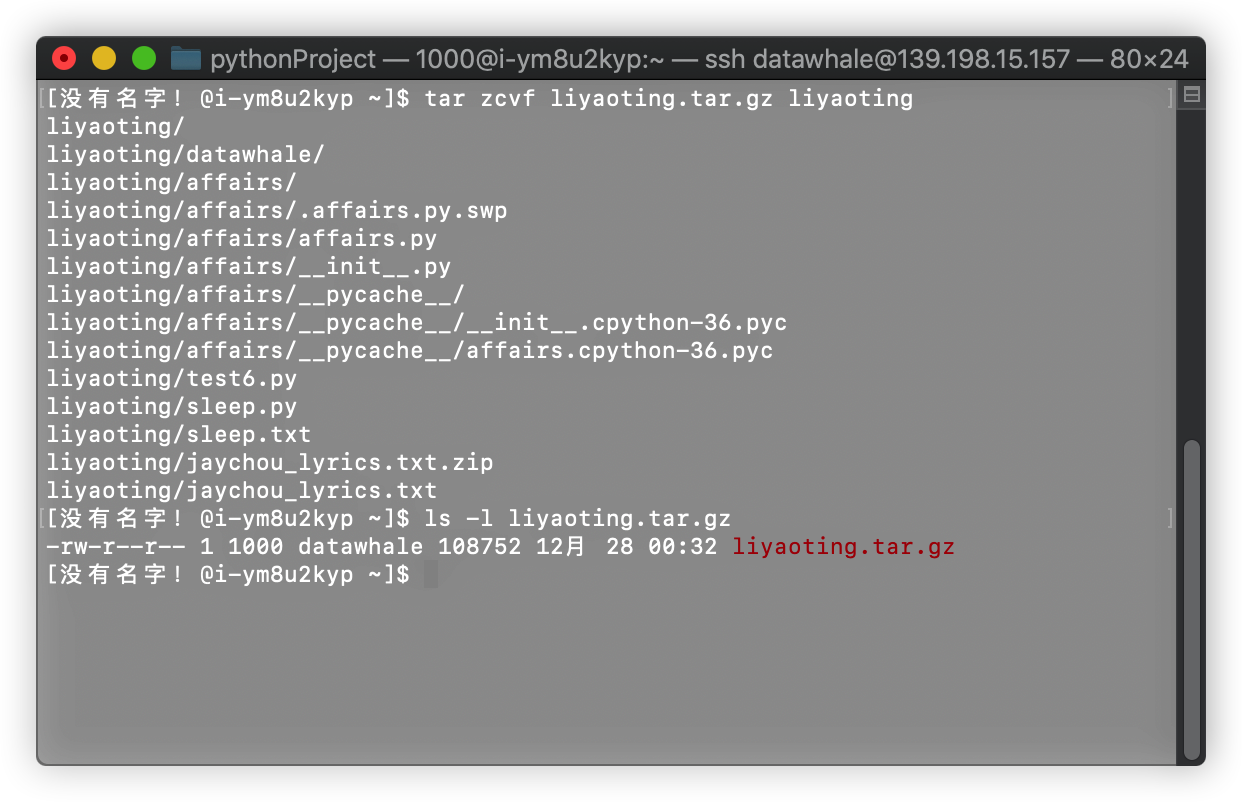 pythonProject — 1000@i-ym8u2kyp:~ — ssh datawhale@139.198.15.157 — 80×24
[[没有名字！@i-ym8u2kyp ~]$ tar zcvf liyaoting.tar.gz liyaoting ]
liyaoting/
liyaoting/datawhale/
liyaoting/affairs/
liyaoting/affairs/.affairs.py.swp
liyaoting/affairs/affairs.py
liyaoting/affairs/__init__.py
liyaoting/affairs/__pycache__/
liyaoting/affairs/__pycache__/__init__.cpython-36.pyc
liyaoting/affairs/__pycache__/affairs.cpython-36.pyc
liyaoting/test6.py
liyaoting/sleep.py
liyaoting/sleep.txt
liyaoting/jaychou_lyrics.txt.zip
liyaoting/jaychou_lyrics.txt
[[没有名字！@i-ym8u2kyp ~]$ ls -l liyaoting.tar.gz ]
-rw-r--r-- 1 1000 datawhale 108752 12月 28 00:32 liyaoting.tar.gz
[没有名字！@i-ym8u2kyp ~]$